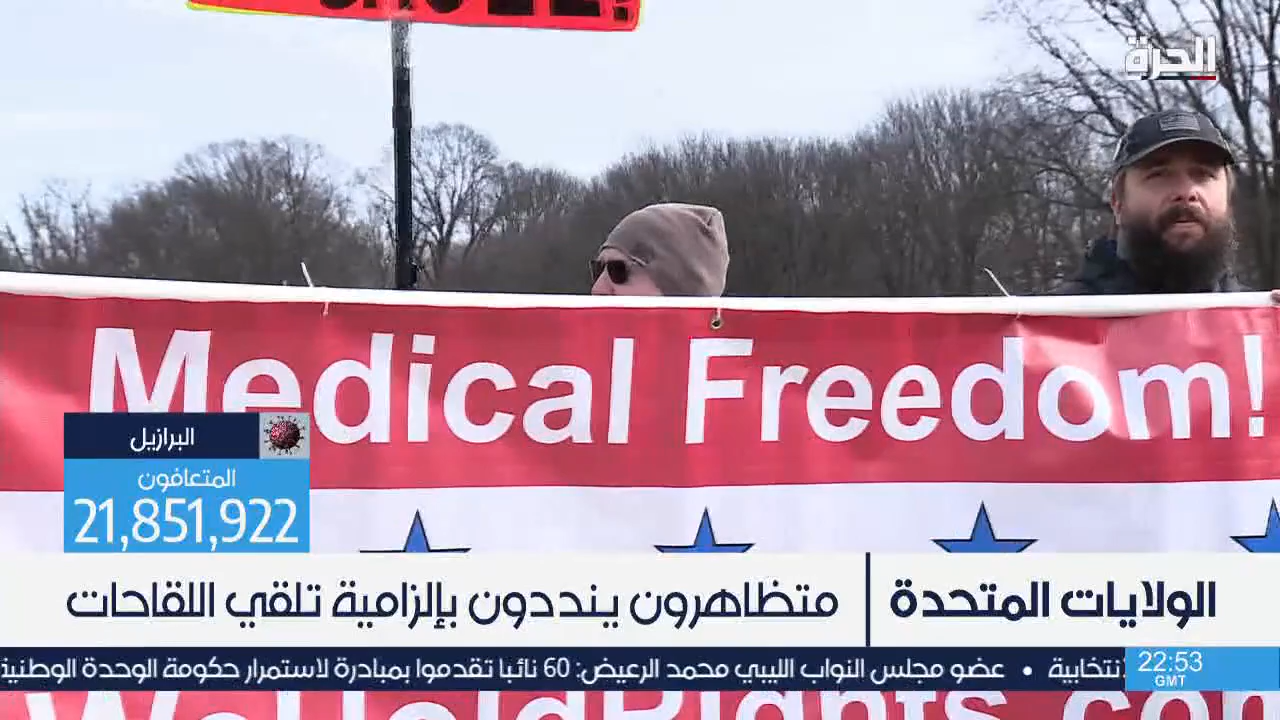 الحرة
Medical Freedom!
البرازيل
المتعافون
21,851,922
الولايات المتحدة
متظاهرون ينددون بإلزامية تلقي اللقاحات
عضو مجلس النواب الليبي محمد الرعيض: 60 نائبا تقدموا بمبادرة لاستمرار حكومة الوحدة الوطنية •
22:53
GMT